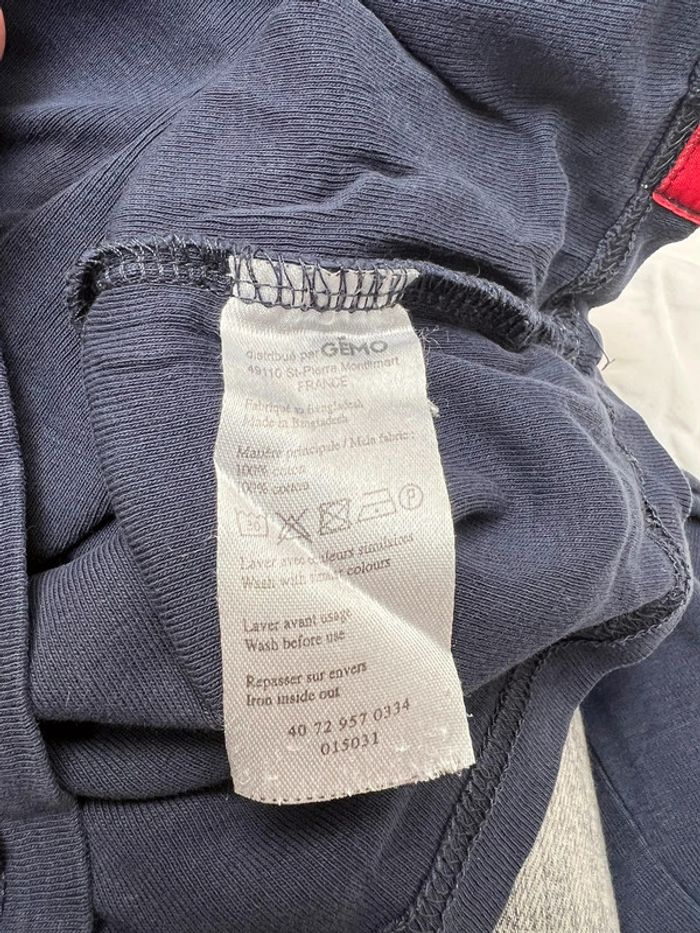 distribué par GĒMO
49110 St-Pierre Montlimart
FRANCE
Fabriqué au Bangladesh
Made in Bangladesh
Matière principale / Main fabric:
100% coton
100% cotton
30
P
Laver avec couleurs similaires
Wash with similar colours
Laver avant usage
Wash before use
Repasser sur envers
Iron inside out
40 72 957 0334
015031